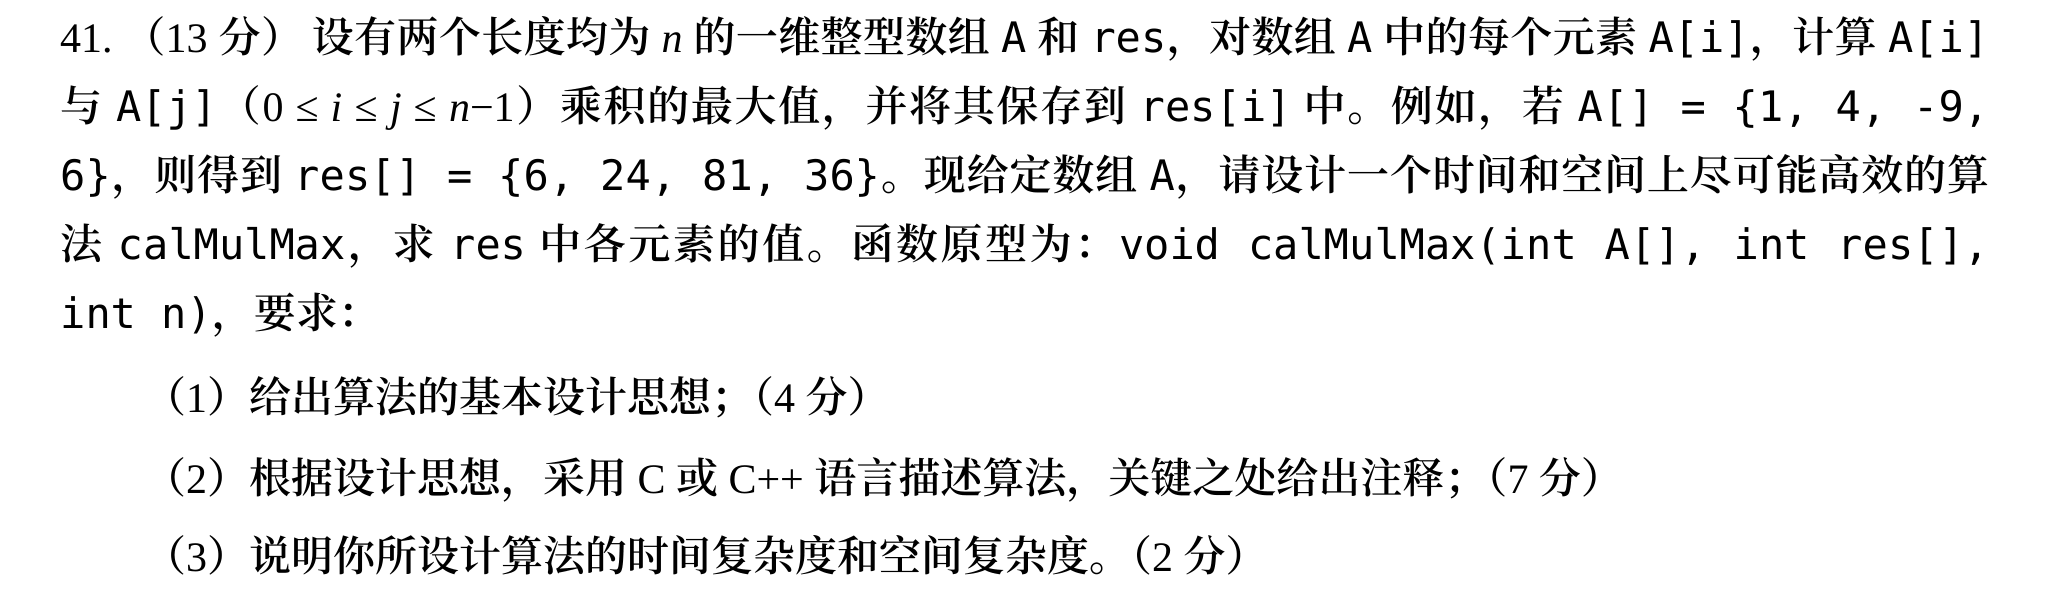 41. （13 分） 设有两个长度均为 n 的一维整型数组 A 和 res，对数组 A 中的每个元素 A[i]，计算 A[i]
与 A[j]（0 ≤ i ≤ j ≤ n−1）乘积的最大值，并将其保存到 res[i] 中。例如，若 A[] = {1, 4, -9,
6}，则得到 res[] = {6, 24, 81, 36}。现给定数组 A，请设计一个时间和空间上尽可能高效的算
法 calMulMax，求 res 中各元素的值。函数原型为：void calMulMax(int A[], int res[],
int n)，要求：
（1）给出算法的基本设计思想；（4 分）
（2）根据设计思想，采用 C 或 C++ 语言描述算法，关键之处给出注释；（7 分）
（3）说明你所设计算法的时间复杂度和空间复杂度。（2 分）